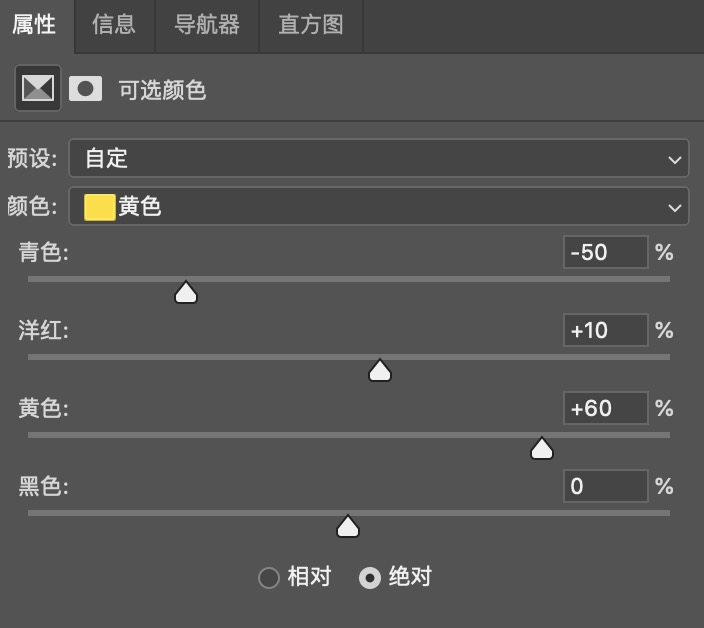 属性 信息 导航器 直方图
可选颜色
预设: 自定
颜色: 黄色
青色: -50 %
洋红: +10 %
黄色: +60 %
黑色: 0 %
相对 绝对